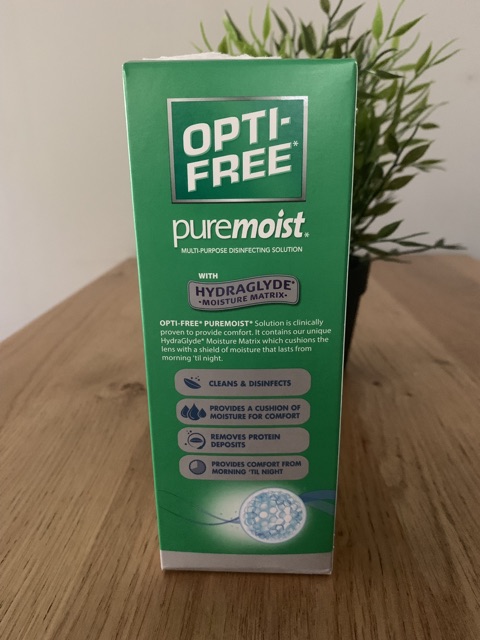 OPTI-
FREE*
puremoist*
MULTI-PURPOSE DISINFECTING SOLUTION
WITH
HYDRAGLYDE*
•MOISTURE MATRIX•
OPTI-FREE* PUREMOIST* Solution is clinically
proven to provide comfort. It contains our unique
HydraGlyde* Moisture Matrix which cushions the
lens with a shield of moisture that lasts from
morning 'til night.
CLEANS & DISINFECTS
PROVIDES A CUSHION OF
MOISTURE FOR COMFORT
REMOVES PROTEIN
DEPOSITS
PROVIDES COMFORT FROM
MORNING 'TIL NIGHT